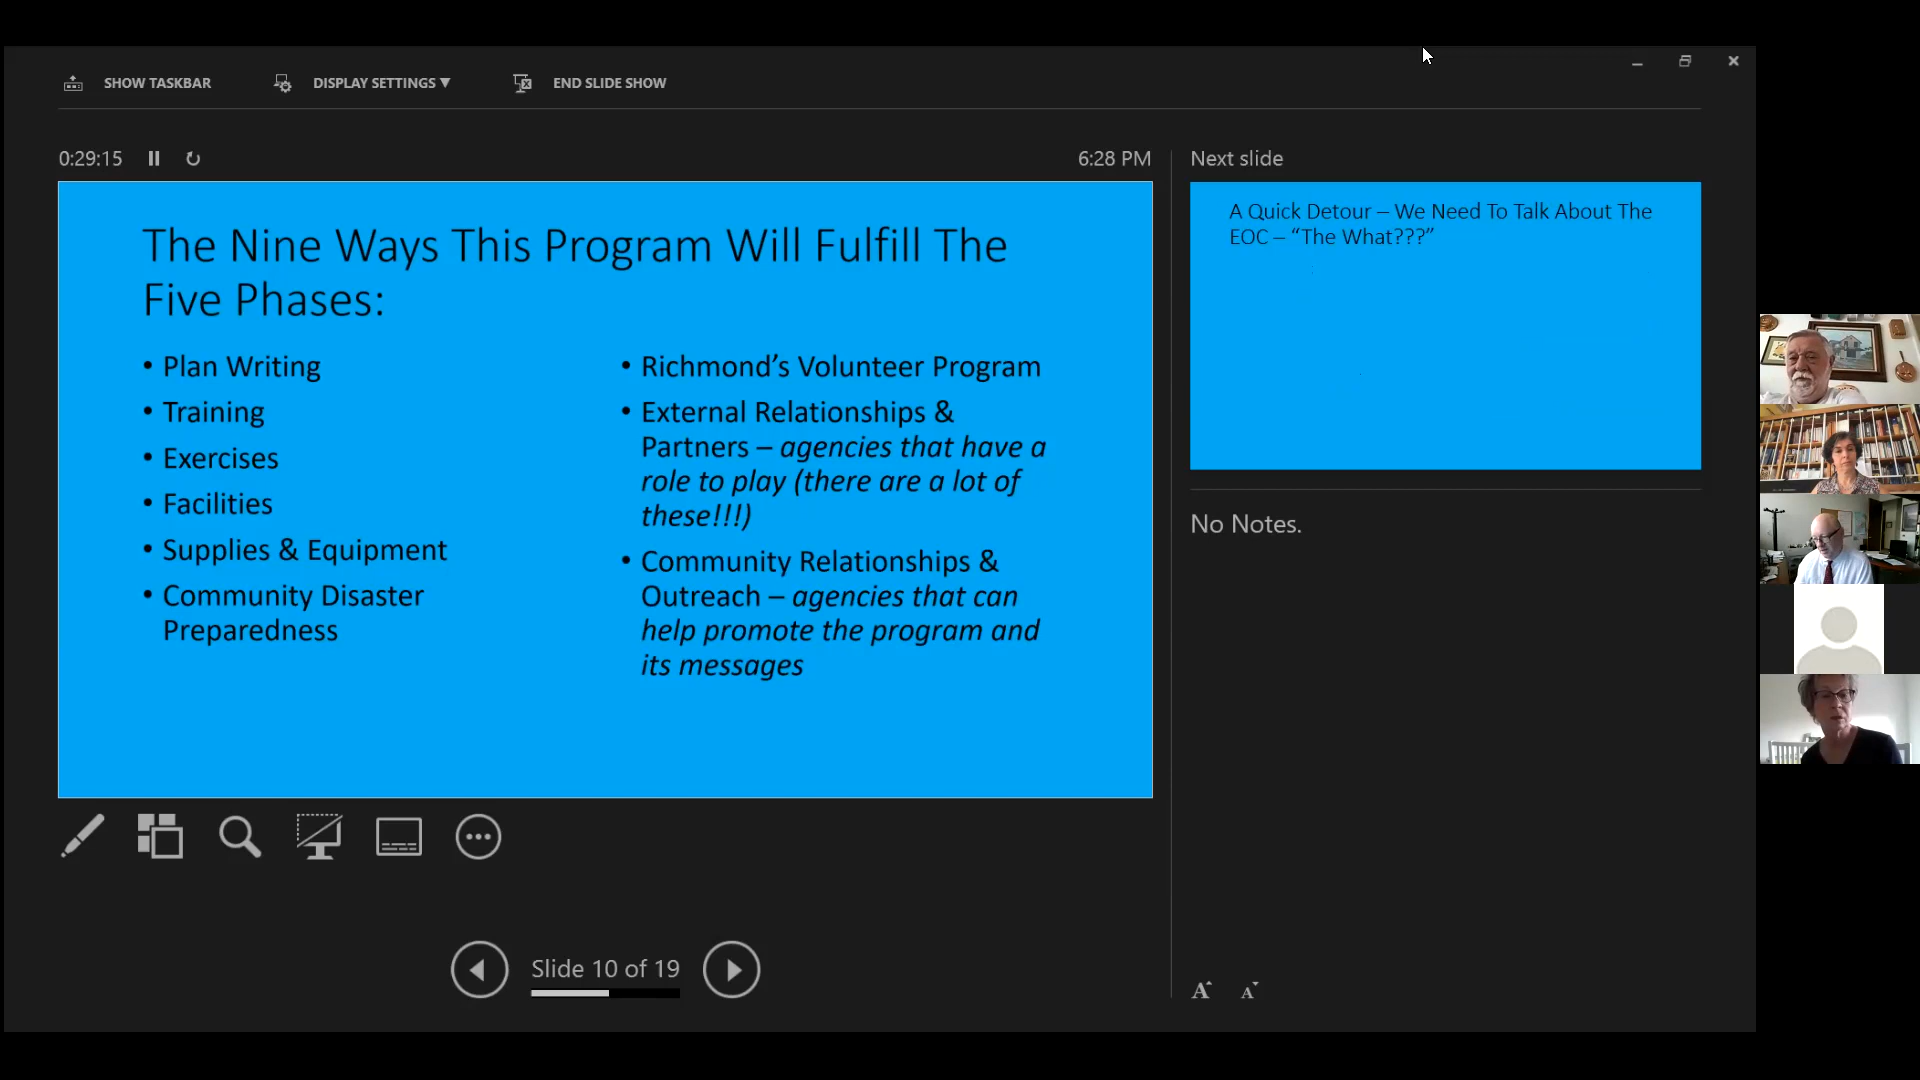 SHOW TASKBAR
DISPLAY SETTINGS ▼
END SLIDE SHOW
0:29:15
6:28 PM
The Nine Ways This Program Will Fulfill The
Five Phases:
• Plan Writing
• Training
• Exercises
• Facilities
• Supplies & Equipment
• Community Disaster
Preparedness
• Richmond’s Volunteer Program
• External Relationships &
Partners – agencies that have a
role to play (there are a lot of
these!!!)
• Community Relationships &
Outreach – agencies that can
help promote the program and
its messages
Slide 10 of 19
Next slide
A Quick Detour – We Need To Talk About The
EOC – “The What???”
No Notes.
A A